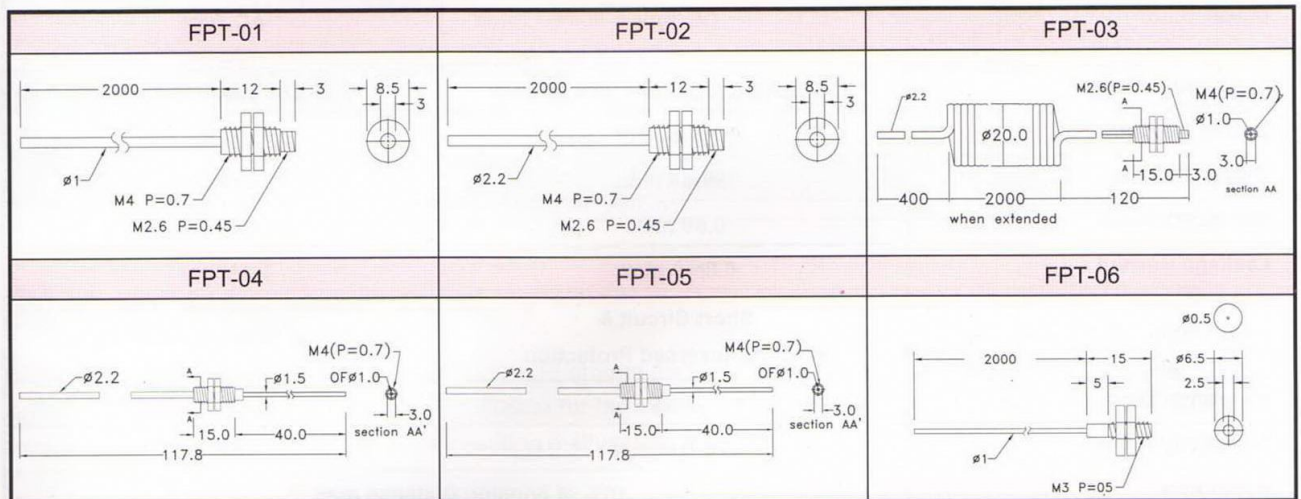 FPT-01
2000
12
3
8.5
3
ø1
M4 P=0.7
M2.6 P=0.45
FPT-02
2000
12
3
8.5
3
ø2.2
M4 P=0.7
M2.6 P=0.45
FPT-03
ø2.2
ø20.0
M2.6(P=0.45)
M4(P=0.7)
A
ø1.0
3.0
A
15.0
3.0
section AA
400
2000
120
when extended
FPT-04
M4(P=0.7)
ø2.2
A
ø1.5
OFø1.0
A
3.0
15.0
40.0
section AA'
117.8
FPT-05
M4(P=0.7)
ø2.2
A
ø1.5
OFø1.0
A
3.0
15.0
40.0
section AA'
117.8
FPT-06
ø0.5
2000
15
ø6.5
5
2.5
ø1
M3 P=05
Short Circuit &